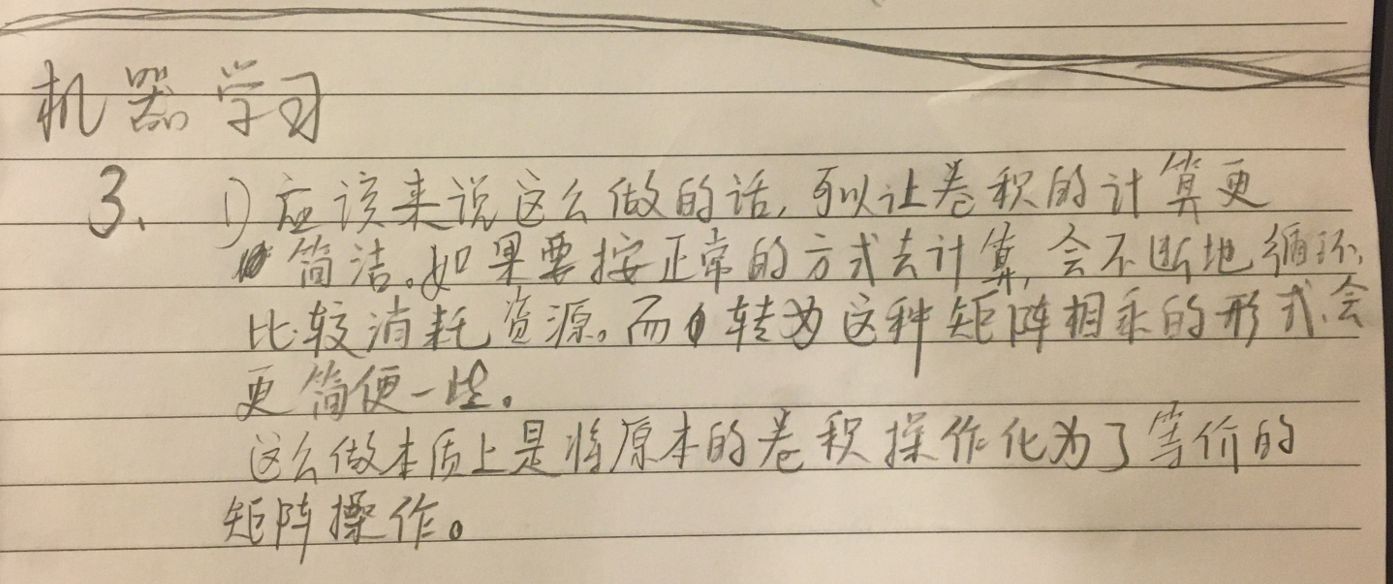 机器学习
3、 1) 应该来说这么做的话,可以让卷积的计算更
简洁。如果要按正常的方式去计算,会不断地循环,
比较消耗资源。而转为这种矩阵相乘的形式,会
更简便一些。
这么做本质上是将原本的卷积操作化为了等价的
矩阵操作。